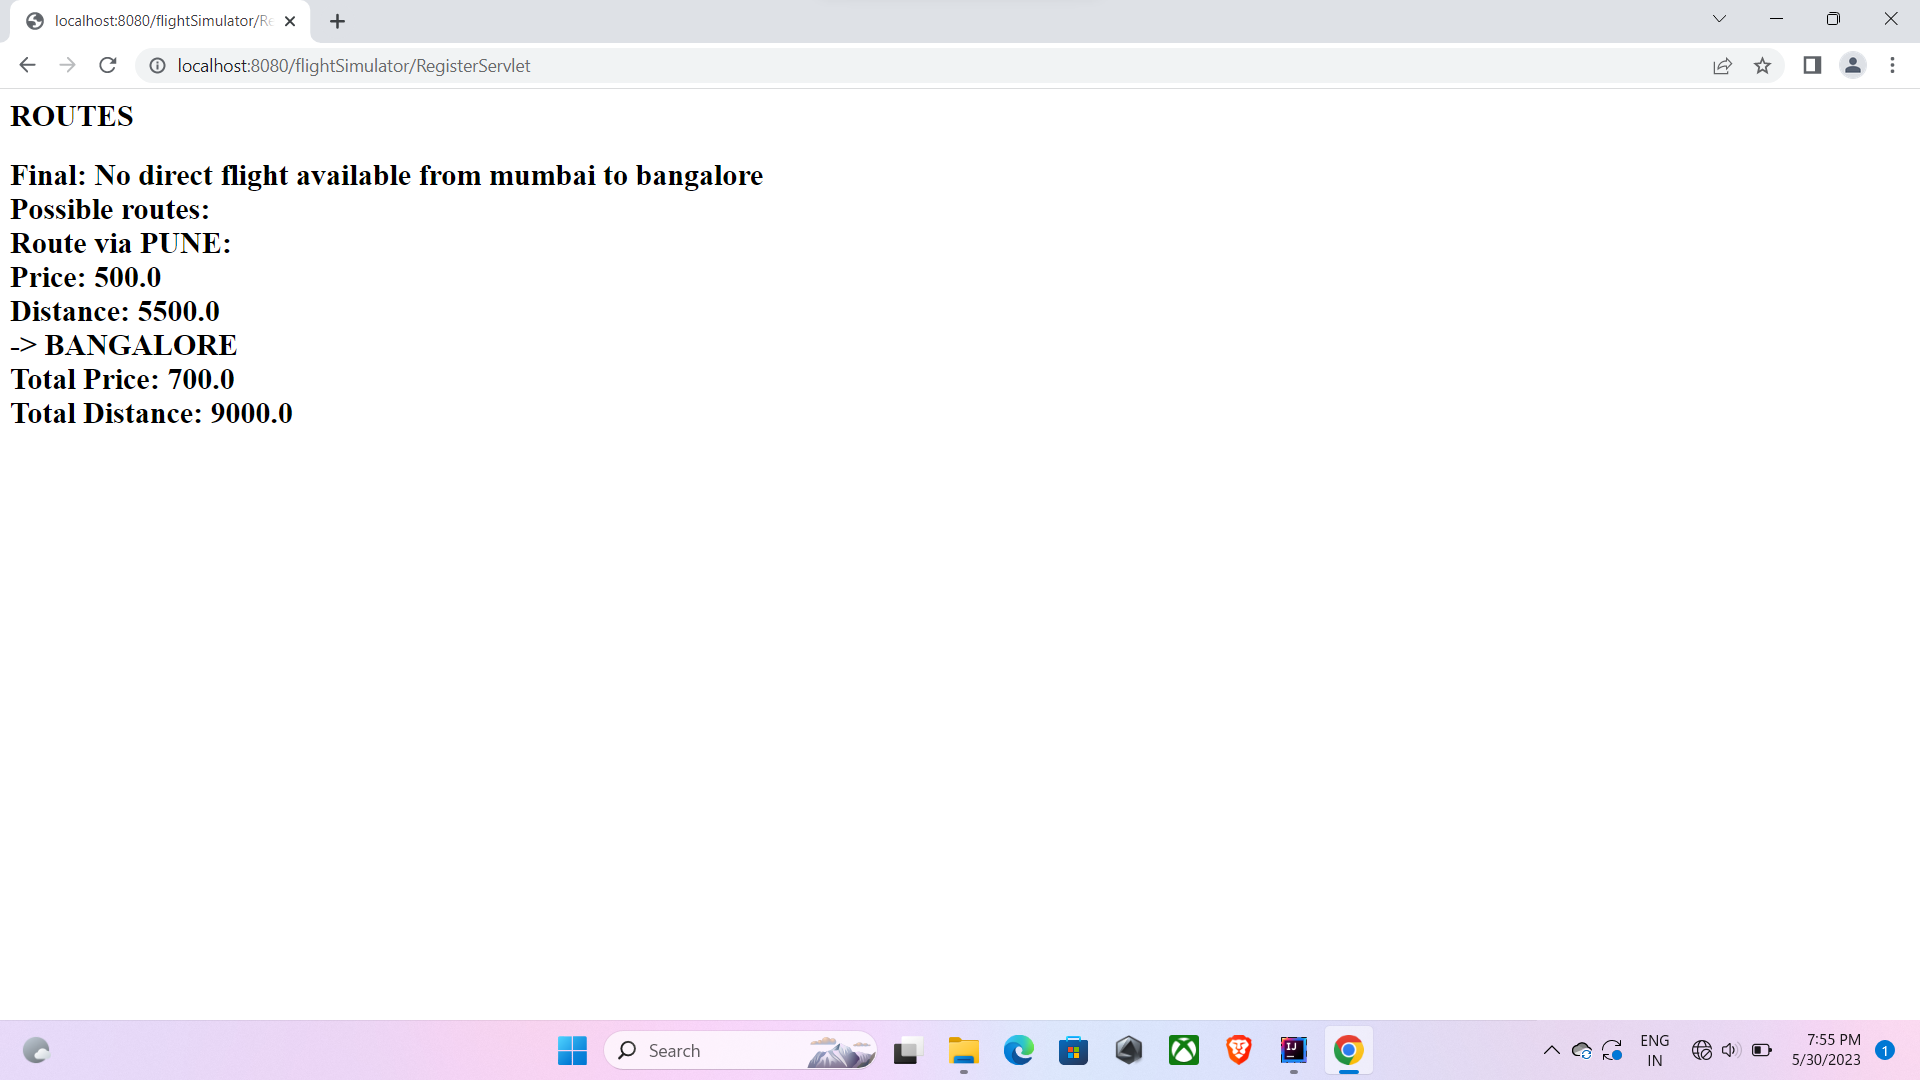 localhost:8080/flightSimulator/Re
localhost:8080/flightSimulator/RegisterServlet
ROUTES
Final: No direct flight available from mumbai to bangalore
Possible routes:
Route via PUNE:
Price: 500.0
Distance: 5500.0
-> BANGALORE
Total Price: 700.0
Total Distance: 9000.0
Search
IJ
ENG
IN
7:55 PM
5/30/2023
1